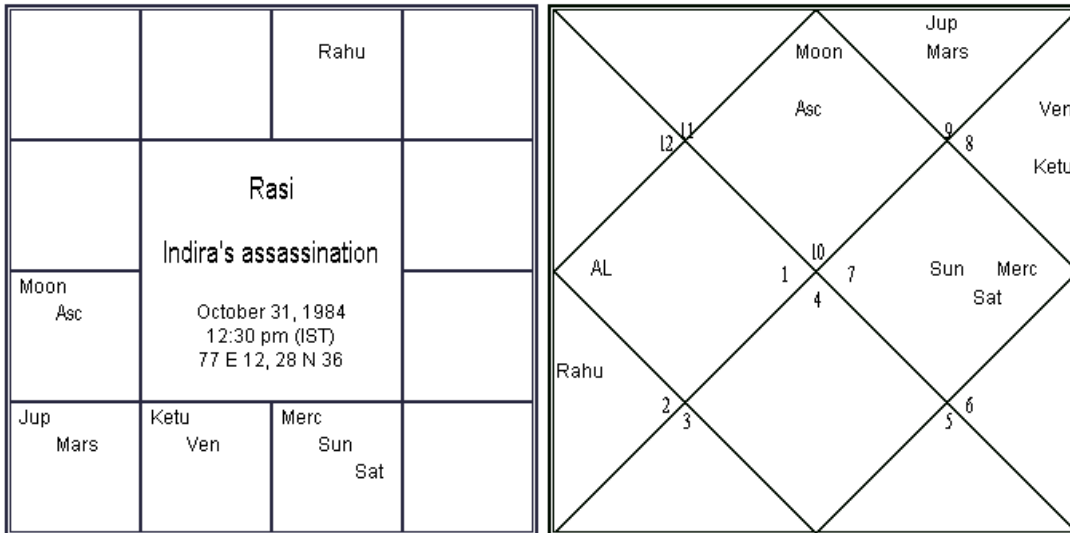 Rahu
Rasi
Indira's assassination
October 31, 1984
12:30 pm (IST)
77 E 12, 28 N 36
Moon
Asc
Jup
Mars
Ketu
Ven
Merc
Sun
Sat
Jup
Moon
Mars
Asc
Ven
11
9
12
8
Ketu
10
AL
1
7
Sun
Merc
4
Sat
Rahu
2
6
3
5